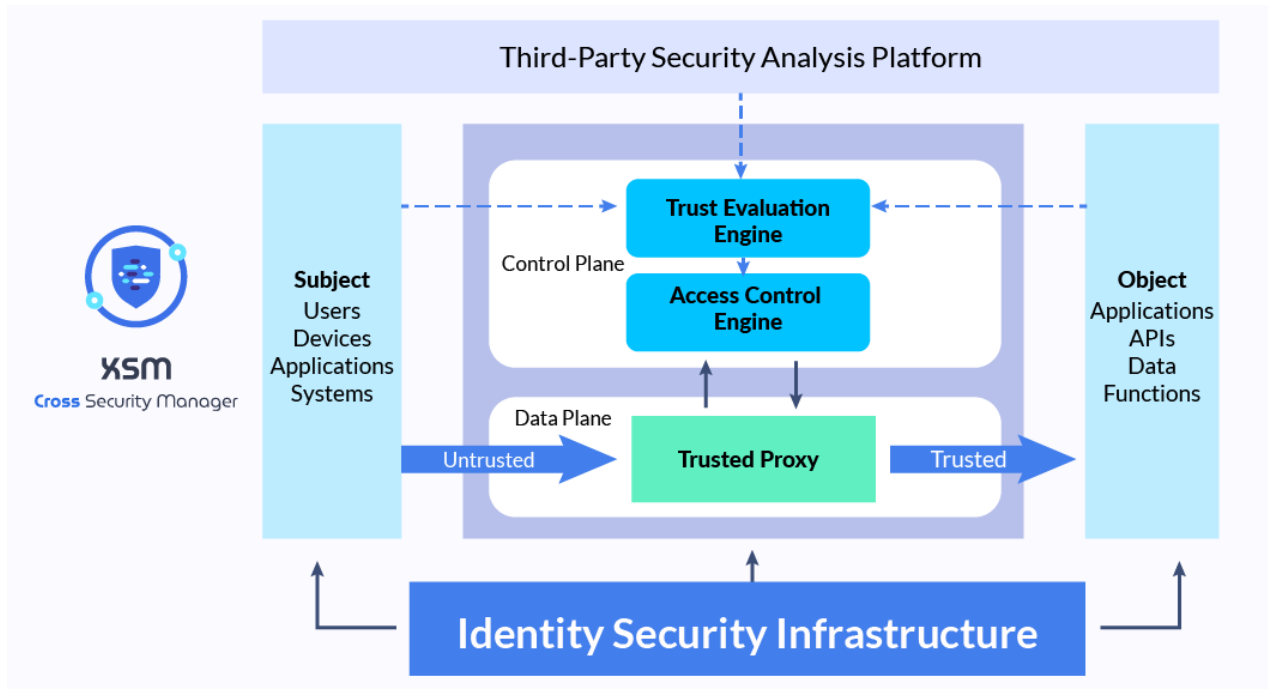 Third-Party Security Analysis Platform
XSM
Cross Security Manager
Subject
Users
Devices
Applications
Systems
Trust Evaluation
Engine
Control Plane
Access Control
Engine
Data Plane
Untrusted
Trusted Proxy
Trusted
Object
Applications
APIs
Data
Functions
Identity Security Infrastructure